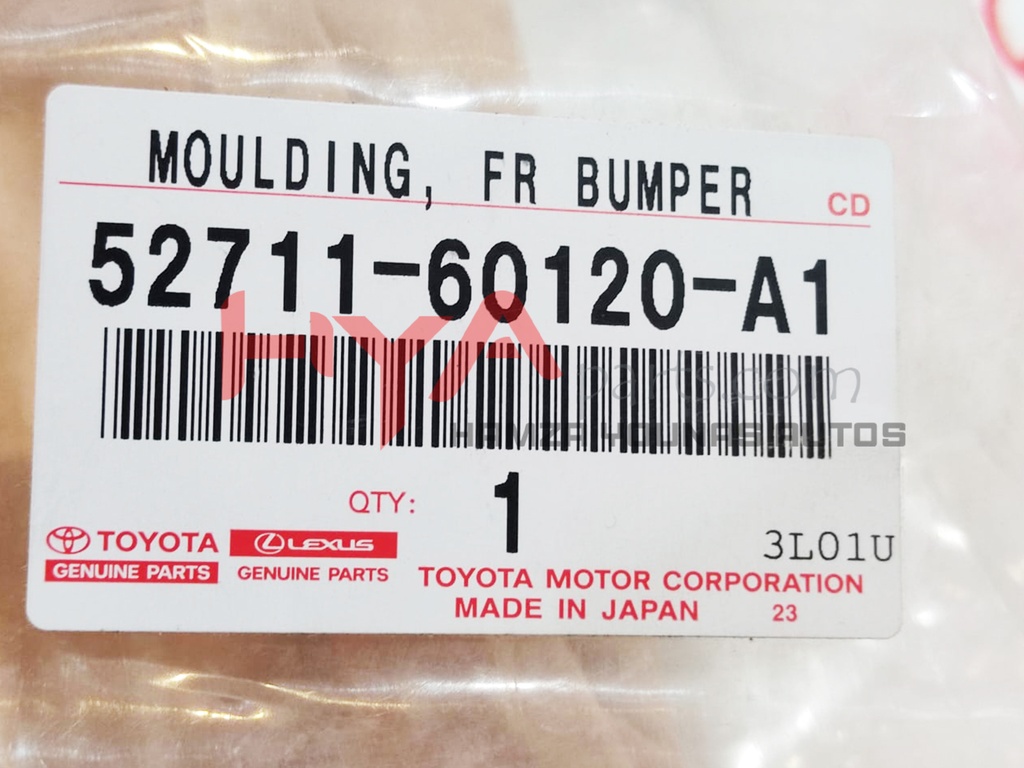 MOULDING, FR BUMPER
CD
52711-60120-A1
HYA parts.com
HAMZA YOUNAS AUTOS
QTY: 1
3L01U
TOYOTA
GENUINE PARTS
LEXUS
GENUINE PARTS
TOYOTA MOTOR CORPORATION
MADE IN JAPAN 23